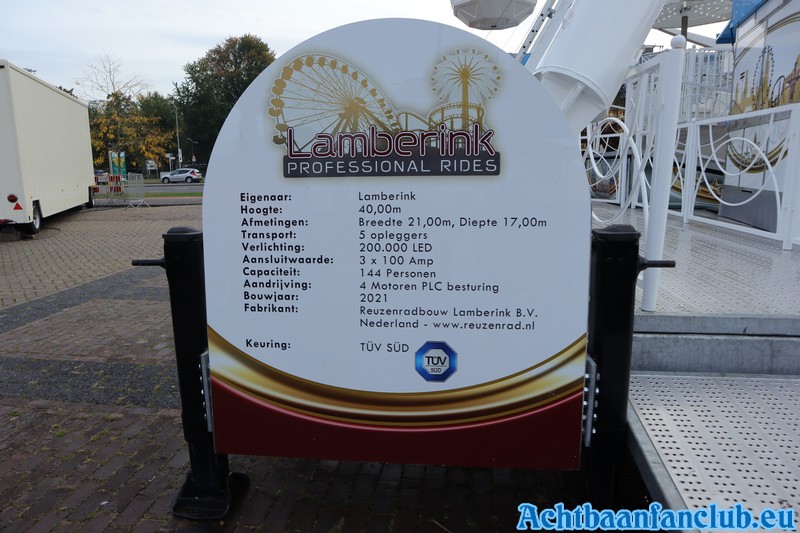 Lamberink
PROFESSIONAL RIDES
Eigenaar: Lamberink
Hoogte: 40,00m
Afmetingen: Breedte 21,00m, Diepte 17,00m
Transport: 5 opleggers
Verlichting: 200.000 LED
Aansluitwaarde: 3 x 100 Amp
Capaciteit: 144 Personen
Aandrijving: 4 Motoren PLC besturing
Bouwjaar: 2021
Fabrikant: Reuzenradbouw Lamberink B.V.
Nederland - www.reuzenrad.nl
Keuring: TÜV SÜD
TÜV
SÜD
Achtbaanfanclub.eu